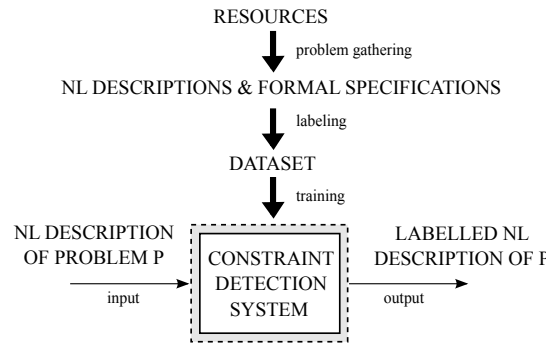 RESOURCES
problem gathering
NL DESCRIPTIONS & FORMAL SPECIFICATIONS
labeling
DATASET
training
NL DESCRIPTION
OF PROBLEM P
input
CONSTRAINT
DETECTION
SYSTEM
LABELLED NL
DESCRIPTION OF P
output